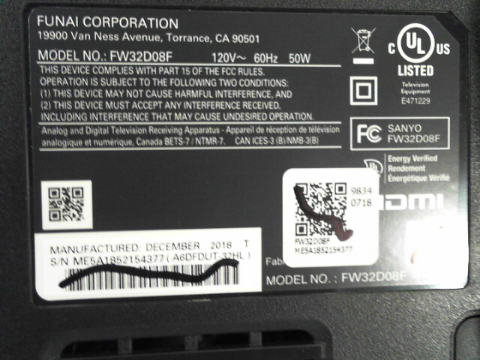 FUNAI CORPORATION
19900 Van Ness Avenue, Torrance, CA 90501
MODEL NO.: FW32D08F 120V~ 60Hz 50W
THIS DEVICE COMPLIES WITH PART 15 OF THE FCC RULES.
OPERATION IS SUBJECT TO THE FOLLOWING TWO CONDITIONS:
(1) THIS DEVICE MAY NOT CAUSE HARMFUL INTERFERENCE, AND
(2) THIS DEVICE MUST ACCEPT ANY INTERFERENCE RECEIVED,
INCLUDING INTERFERENCE THAT MAY CAUSE UNDESIRED OPERATION.
Analog and Digital Television Receiving Apparatus - Appareil de réception de télévision
analogique et numérique, Canada BETS-7 / NTMR-7, CAN ICES-3 (B)/NMB-3(B)
C UL US
LISTED
Television
Equipment
E471229
FC SANYO
FW32D08F
Energy Verified
Rendement
Énergétique Vérifié
HDMI
9834
0718
FW32D08F
ME5A1852154377
MANUFACTURED: DECEMBER 2018 T
S/N ME5A1852154377 (A6DFDUT-32HL)
Fab
MODEL NO.: FW32D08F